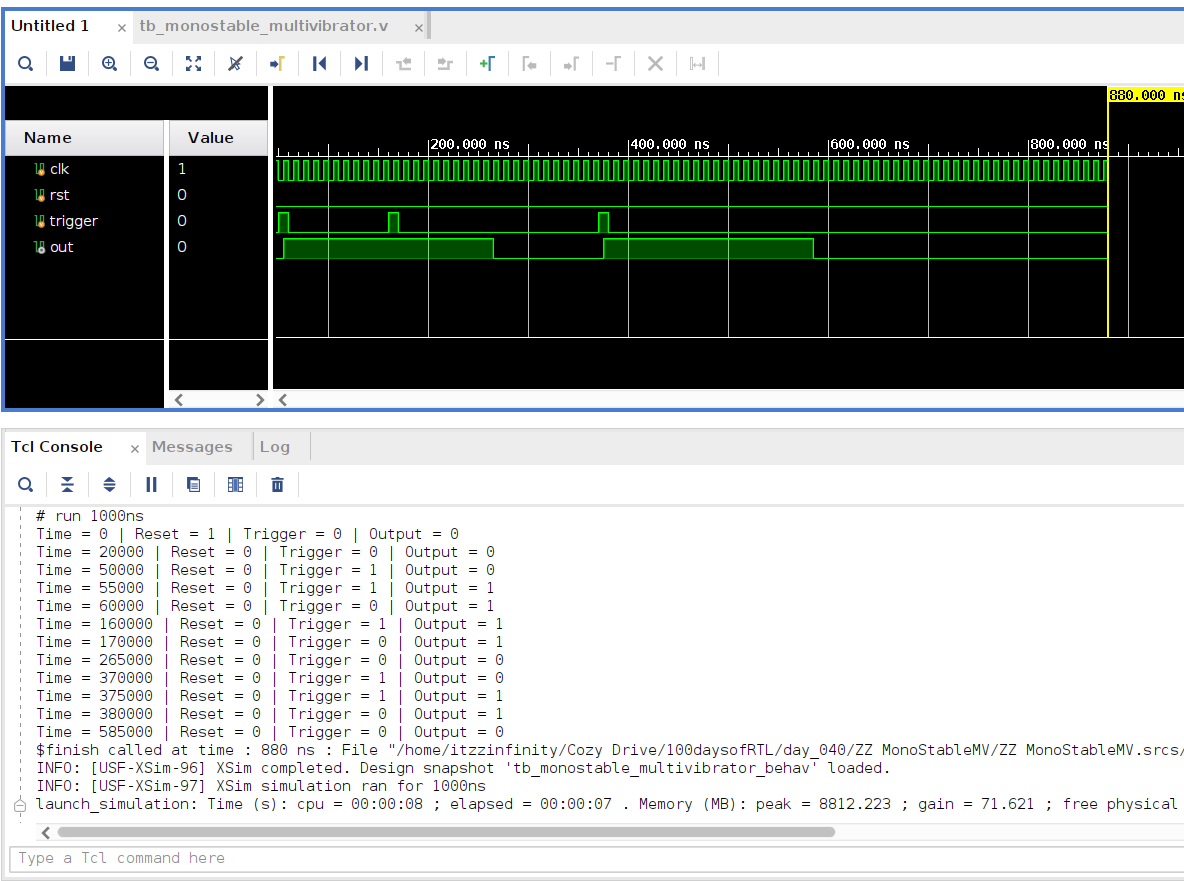 Untitled 1 × tb_monostable_multivibrator.v ×
880.000 ns
Name Value
200.000 ns 400.000 ns 600.000 ns 800.000 ns
clk 1
rst 0
trigger 0
out 0
Tcl Console × Messages Log
# run 1000ns
Time = 0 | Reset = 1 | Trigger = 0 | Output = 0
Time = 20000 | Reset = 0 | Trigger = 0 | Output = 0
Time = 50000 | Reset = 0 | Trigger = 1 | Output = 0
Time = 55000 | Reset = 0 | Trigger = 1 | Output = 1
Time = 60000 | Reset = 0 | Trigger = 0 | Output = 1
Time = 160000 | Reset = 0 | Trigger = 1 | Output = 1
Time = 170000 | Reset = 0 | Trigger = 0 | Output = 1
Time = 265000 | Reset = 0 | Trigger = 0 | Output = 0
Time = 370000 | Reset = 0 | Trigger = 1 | Output = 0
Time = 375000 | Reset = 0 | Trigger = 1 | Output = 1
Time = 380000 | Reset = 0 | Trigger = 0 | Output = 1
Time = 585000 | Reset = 0 | Trigger = 0 | Output = 0
$finish called at time : 880 ns : File "/home/itzzinfinity/Cozy Drive/100daysofRTL/day_040/ZZ MonoStableMV/ZZ MonoStableMV.srcs/
INFO: [USF-XSim-96] XSim completed. Design snapshot 'tb_monostable_multivibrator_behav' loaded.
INFO: [USF-XSim-97] XSim simulation ran for 1000ns
launch_simulation: Time (s): cpu = 00:00:08 ; elapsed = 00:00:07 . Memory (MB): peak = 8812.223 ; gain = 71.621 ; free physical
Type a Tcl command here